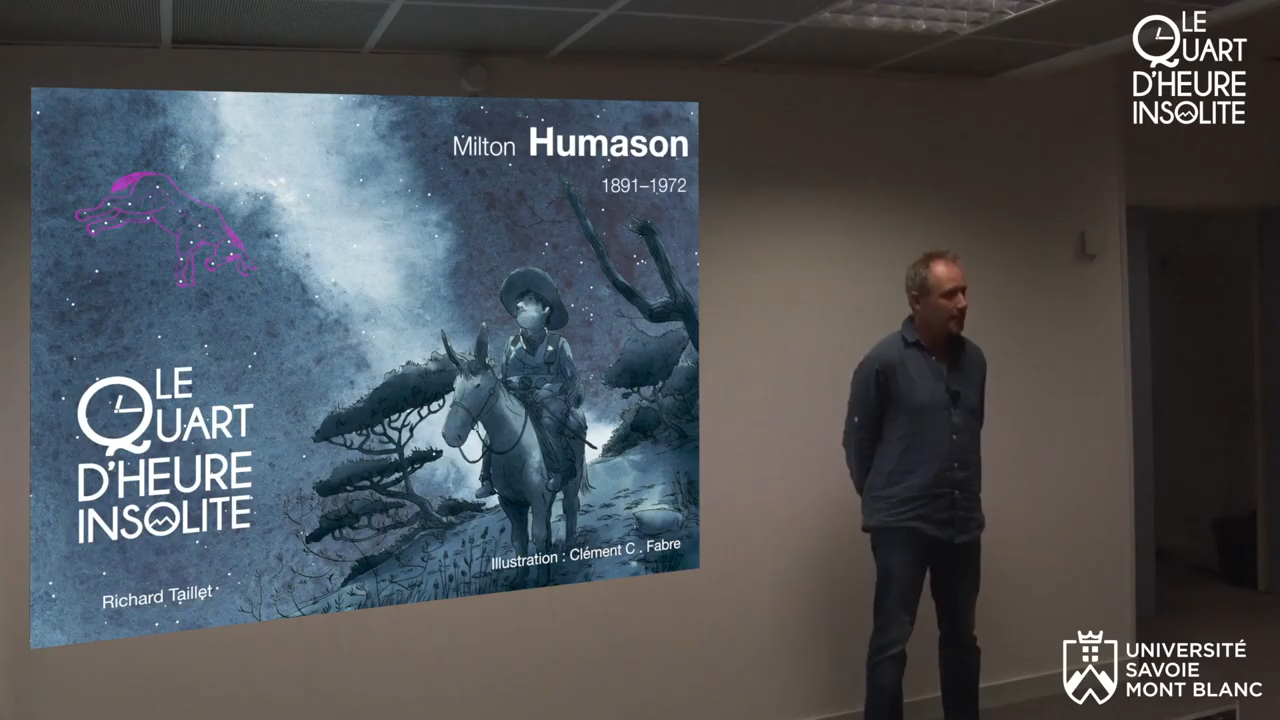 Milton Humason
1891–1972
LE
QUART
D'HEURE
INSOLITE
Richard Taillet
Illustration : Clément C . Fabre
LE
QUART
D'HEURE
INSOLITE
UNIVERSITÉ
SAVOIE
MONT BLANC